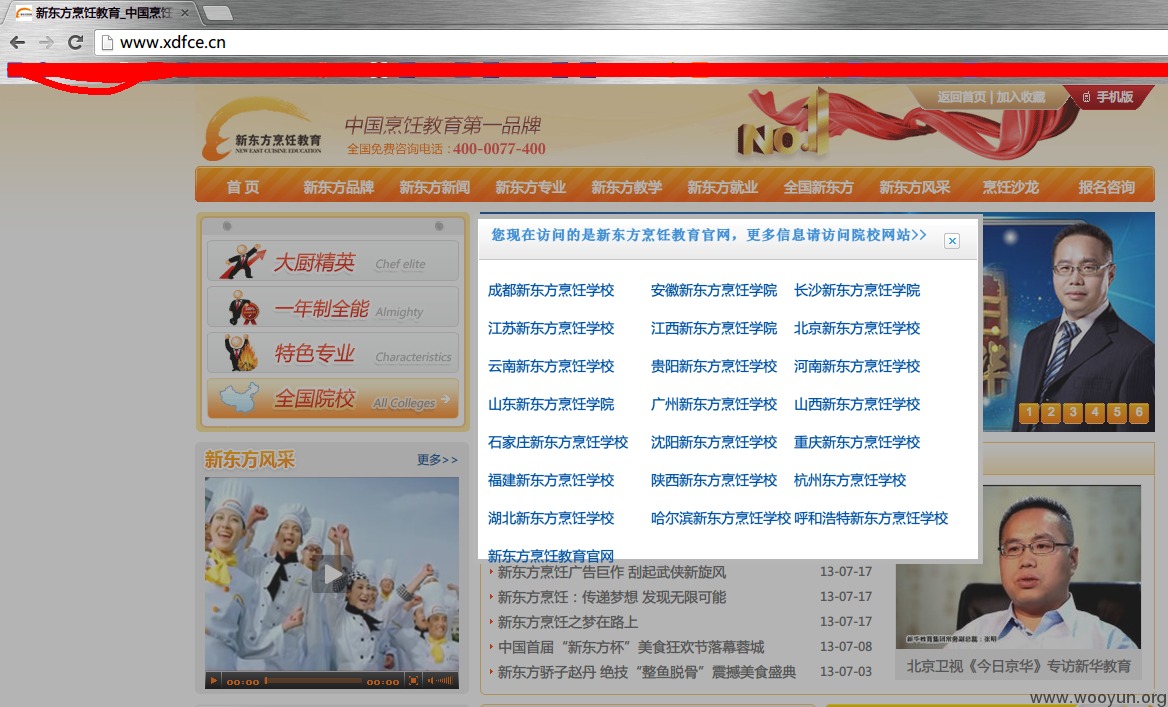 新东方烹饪教育_中国烹饪
www.xdfce.cn
返回首页 | 加入收藏
手机版
新东方烹饪教育
NEW EAST CUISINE EDUCATION
中国烹饪教育第一品牌
全国免费咨询电话：400-0077-400
NO.1
首 页 新东方品牌 新东方新闻 新东方专业 新东方教学 新东方就业 全国新东方 新东方风采 烹饪沙龙 报名咨询
大厨精英 Chef elite
一年制全能 Almighty
特色专业 Characteristics
全国院校 All Colleges
您现在访问的是新东方烹饪教育官网，更多信息请访问院校网站>>
成都新东方烹饪学校 安徽新东方烹饪学院 长沙新东方烹饪学院
江苏新东方烹饪学校 江西新东方烹饪学院 北京新东方烹饪学校
云南新东方烹饪学校 贵阳新东方烹饪学校 河南新东方烹饪学校
山东新东方烹饪学院 广州新东方烹饪学校 山西新东方烹饪学校
石家庄新东方烹饪学校 沈阳新东方烹饪学校 重庆新东方烹饪学校
福建新东方烹饪学校 陕西新东方烹饪学校 杭州东方烹饪学校
湖北新东方烹饪学校 哈尔滨新东方烹饪学校 呼和浩特新东方烹饪学校
新东方烹饪教育官网
1 2 3 4 5 6
新东方风采 更多>>
00:00 00:00
新东方烹饪广告巨作 刮起武侠新旋风 13-07-17
新东方烹饪：传递梦想 发现无限可能 13-07-17
新东方烹饪之梦在路上 13-07-17
中国首届“新东方杯”美食狂欢节落幕蓉城 13-07-08
新东方骄子赵丹 绝技“整鱼脱骨”震撼美食盛典 13-07-03
新华教育集团常务副总裁：张明
北京卫视《今日京华》专访新华教育
www.wooyun.org